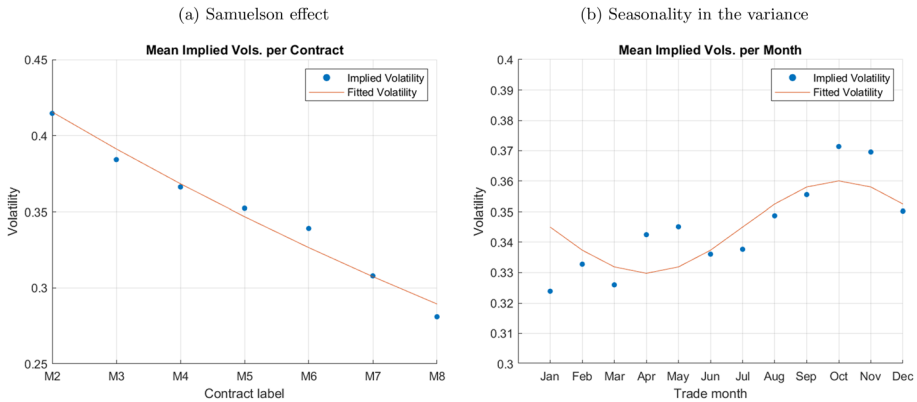 (a) Samuelson effect
Mean Implied Vols. per Contract
Implied Volatility
Fitted Volatility
0.45
0.4
0.35
0.3
0.25
Volatility
M2 M3 M4 M5 M6 M7 M8
Contract label
(b) Seasonality in the variance
Mean Implied Vols. per Month
Implied Volatility
Fitted Volatility
0.4
0.39
0.38
0.37
0.36
0.35
0.34
0.33
0.32
0.31
0.3
Volatility
Jan Feb Mar Apr May Jun Jul Aug Sep Oct Nov Dec
Trade month